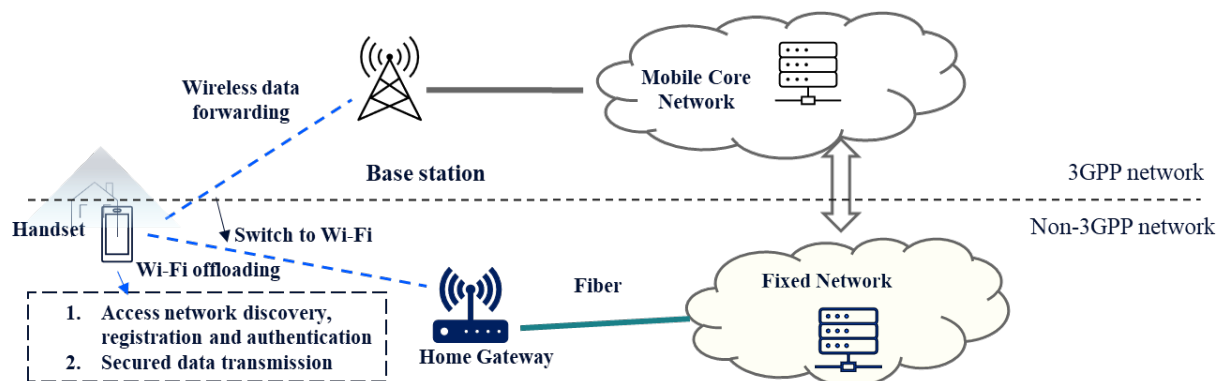 Wireless data
forwarding
Mobile Core
Network
Base station
3GPP network
Handset
Switch to Wi-Fi
Non-3GPP network
Wi-Fi offloading
Fiber
Fixed Network
1. Access network discovery,
registration and authentication
2. Secured data transmission
Home Gateway